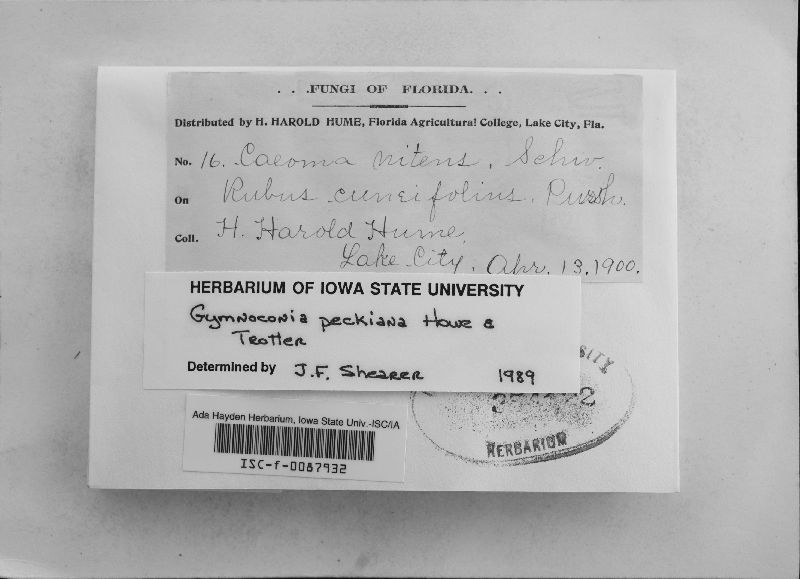 . . .FUNGI OF FLORIDA. . .
Distributed by H. HAROLD HUME, Florida Agricultural College, Lake City, Fla.
No. 16. Caeoma nitens, Schw.
On Rubus cuneifolius, Pursh.
Coll. H. Harold Hume,
Lake City, Apr. 13, 1900.
HERBARIUM OF IOWA STATE UNIVERSITY
Gymnoconia peckiana Howe &
Trotter
Determined by J.F. Shearer 1989
HERBARIUM
Ada Hayden Herbarium, Iowa State Univ.-ISC/IA
ISC-f-0087932